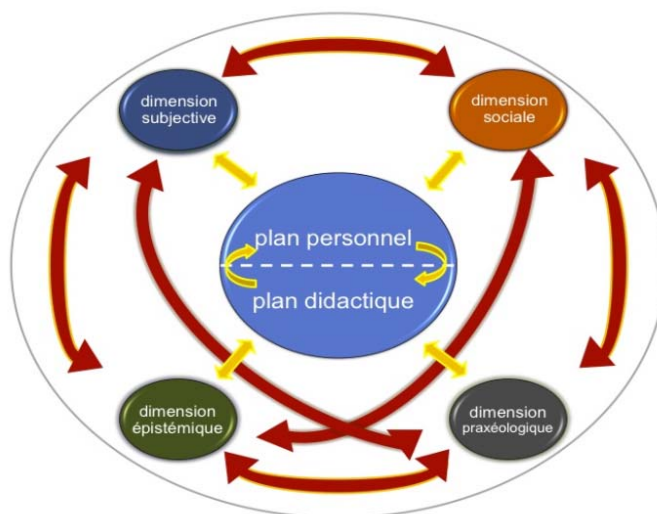 dimension
subjective
dimension
sociale
plan personnel
plan didactique
dimension
épistémique
dimension
praxéologique